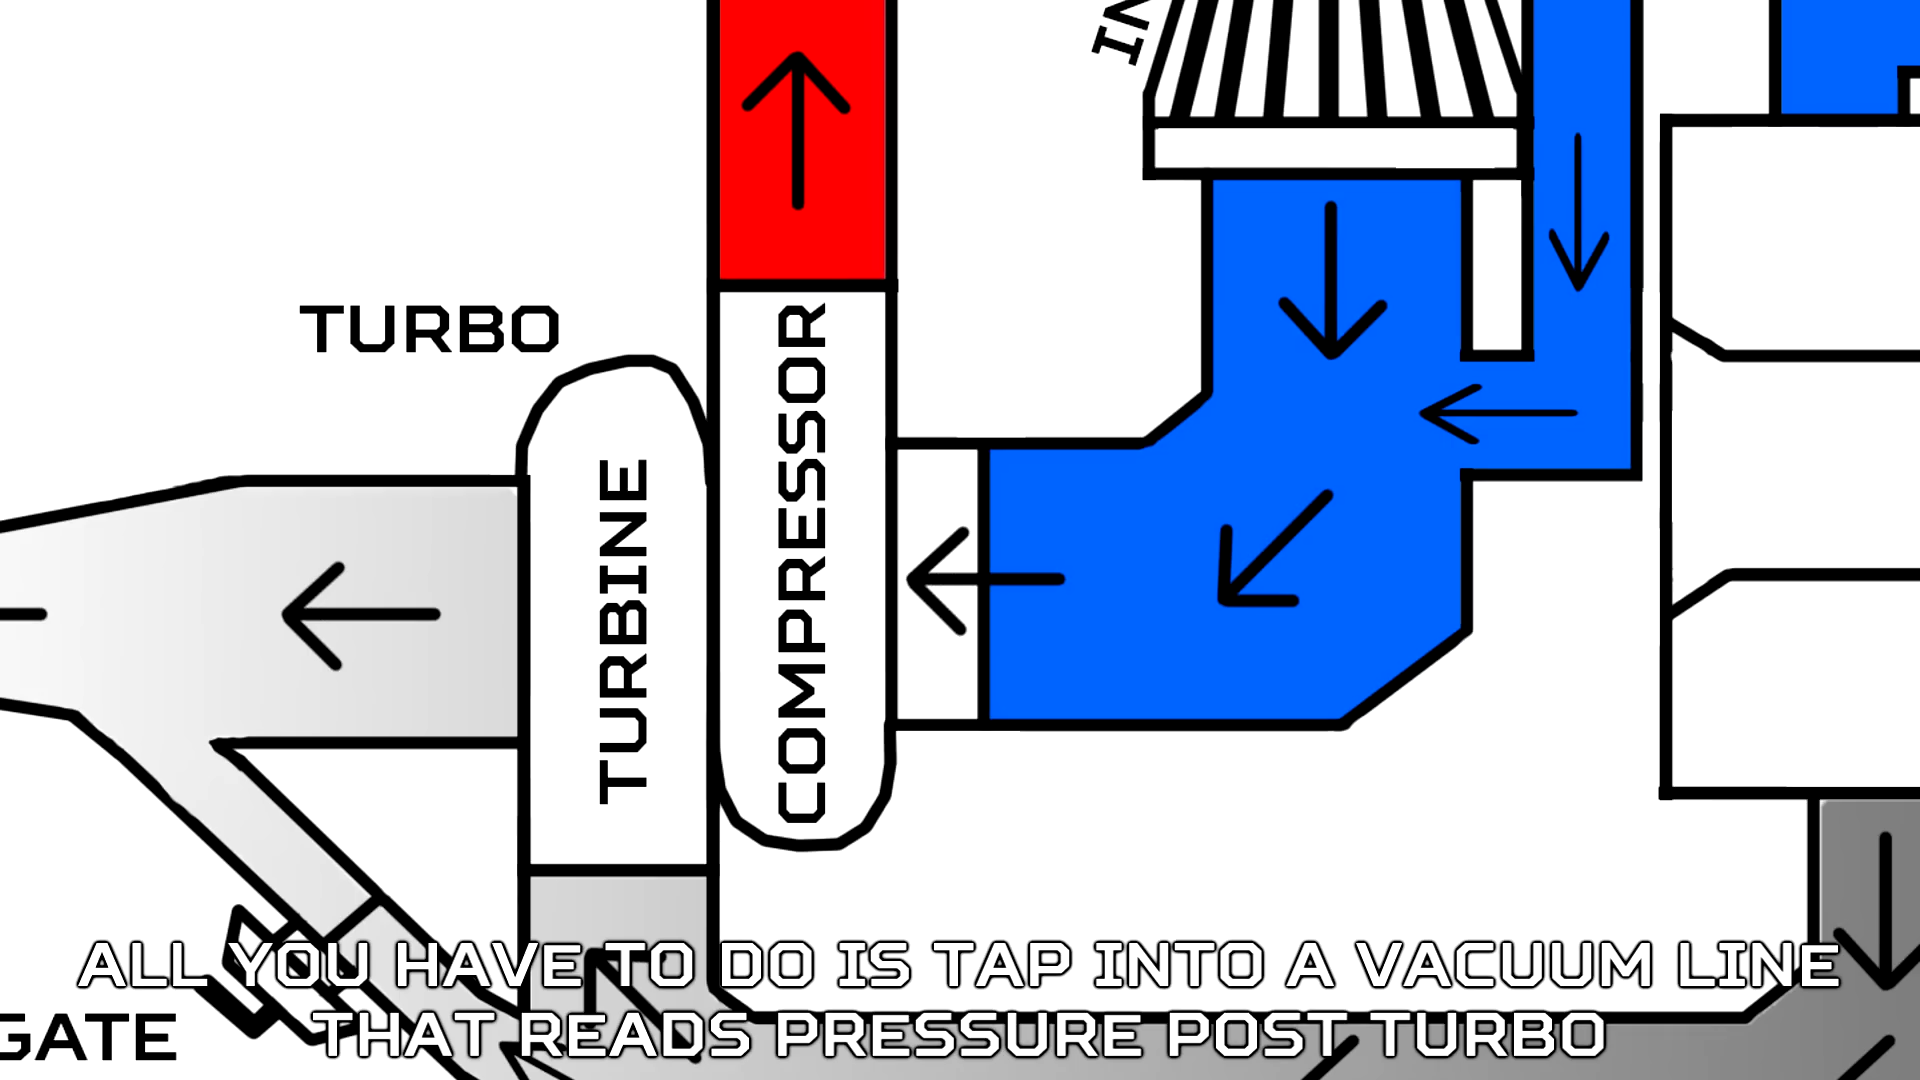 IN
TURBO
COMPRESSOR
TURBINE
ALL YOU HAVE TO DO IS TAP INTO A VACUUM LINE
THAT READS PRESSURE POST TURBO
GATE